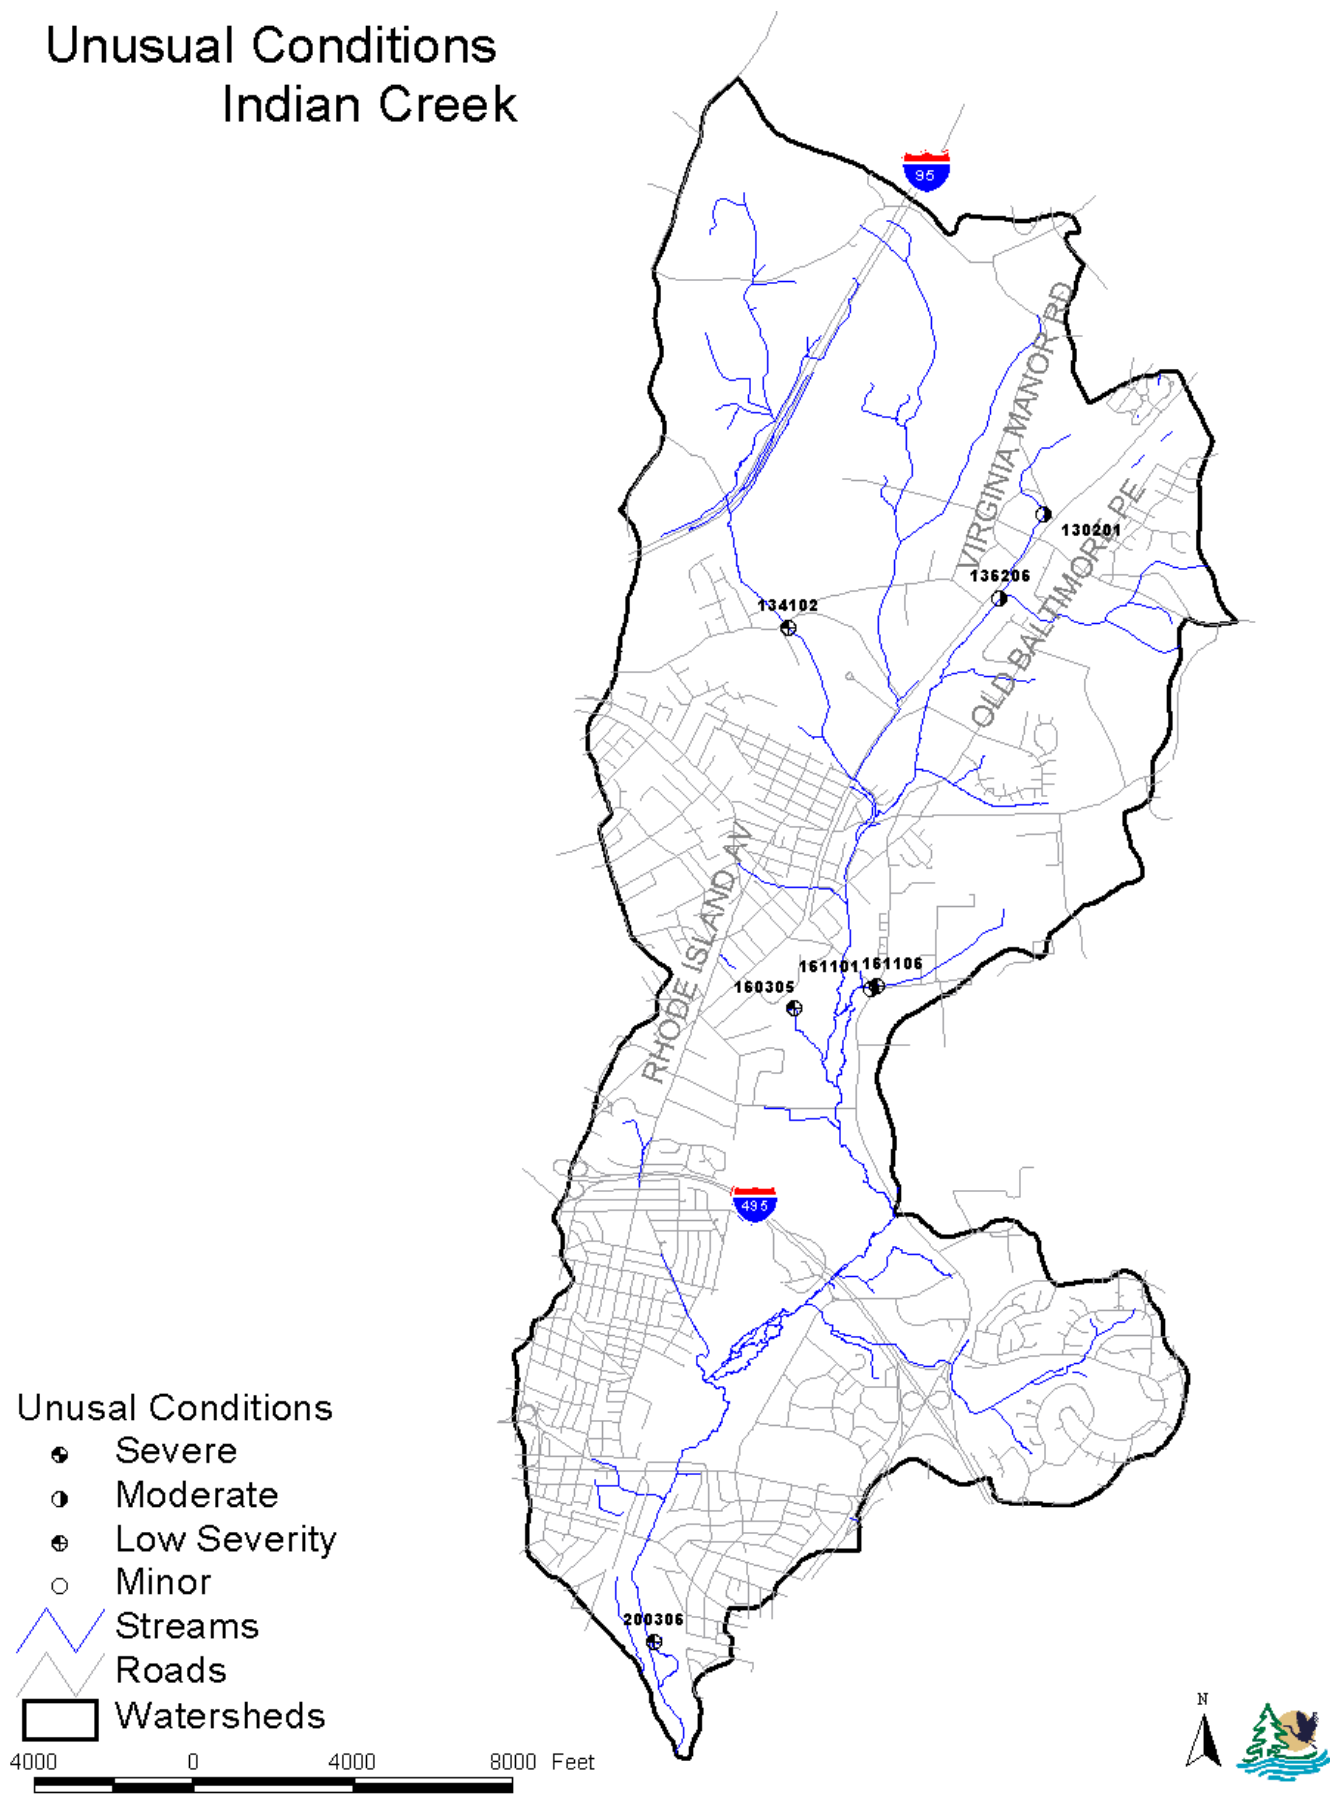 Unusual Conditions
Indian Creek
95
VIRGINIA MANOR RD
130201
OLD BALTIMORE PE
136206
134102
RHODE ISLAND AV
161101 161106
160305
495
Unusal Conditions
Severe
Moderate
Low Severity
Minor
200306
Streams
Roads
Watersheds
N
4000 0 4000 8000 Feet